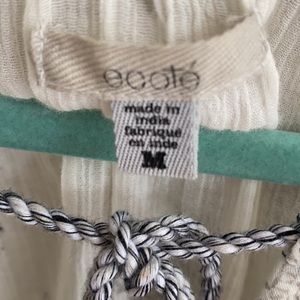 ecoté
made in
india
fabriqué
en inde
M